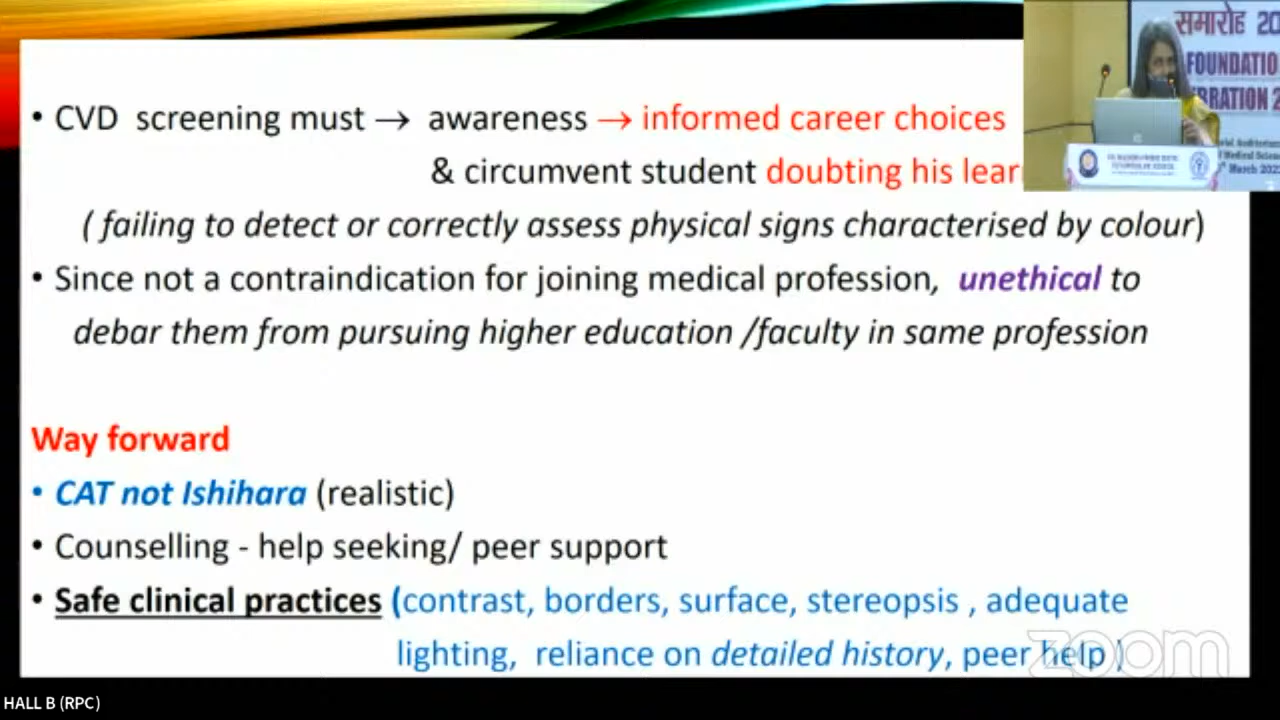 • CVD screening must → awareness → informed career choices
& circumvent student doubting his lear
( failing to detect or correctly assess physical signs characterised by colour)
• Since not a contraindication for joining medical profession, unethical to
debar them from pursuing higher education /faculty in same profession
Way forward
• CAT not Ishihara (realistic)
• Counselling - help seeking/ peer support
• Safe clinical practices (contrast, borders, surface, stereopsis , adequate
lighting, reliance on detailed history, peer help )
समारोह 20
FOUNDATIO
BRATION 2
Auditorium
Medical Scienc
March 202
zoom
HALL B (RPC)